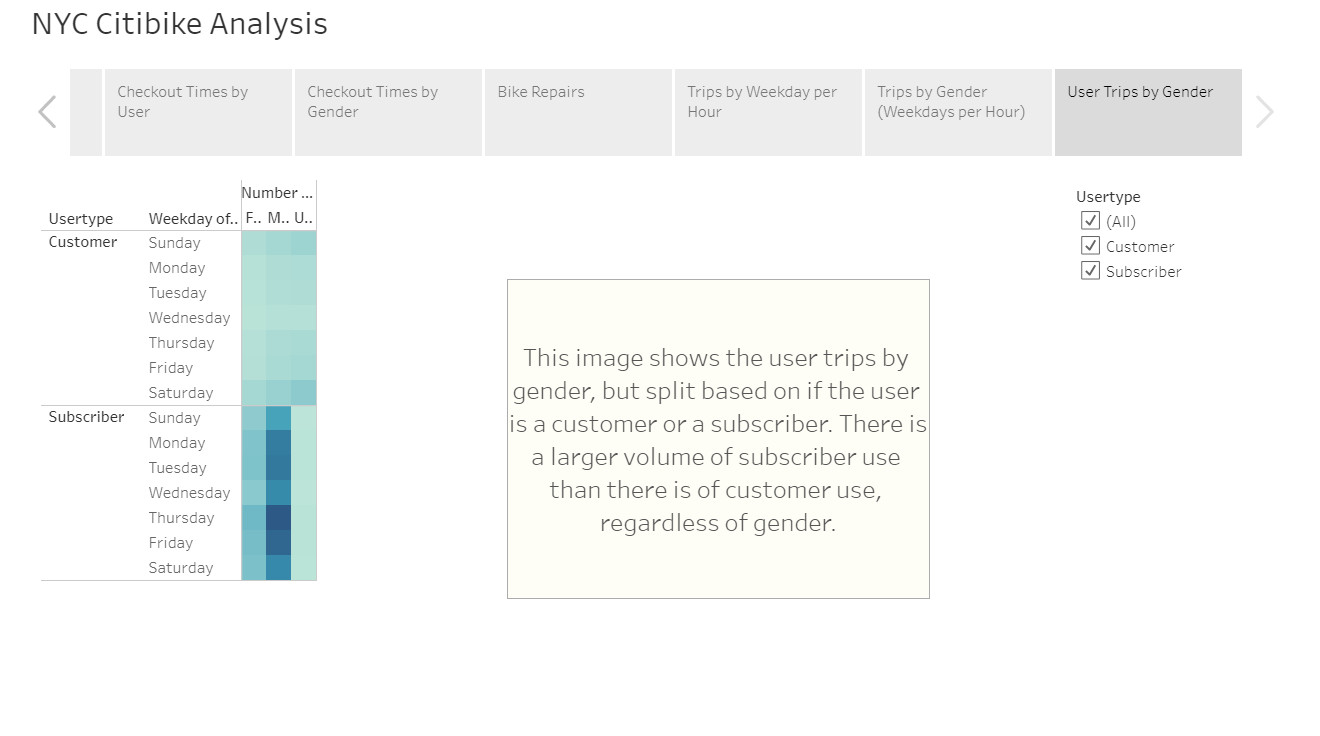 NYC Citibike Analysis
Checkout Times by
User
Checkout Times by
Gender
Bike Repairs
Trips by Weekday per
Hour
Trips by Gender
(Weekdays per Hour)
User Trips by Gender
Number ...
Usertype Weekday of.. F.. M.. U..
Customer Sunday
Monday
Tuesday
Wednesday
Thursday
Friday
Saturday
Subscriber Sunday
Monday
Tuesday
Wednesday
Thursday
Friday
Saturday
This image shows the user trips by
gender, but split based on if the user
is a customer or a subscriber. There is
a larger volume of subscriber use
than there is of customer use,
regardless of gender.
Usertype
(All)
Customer
Subscriber